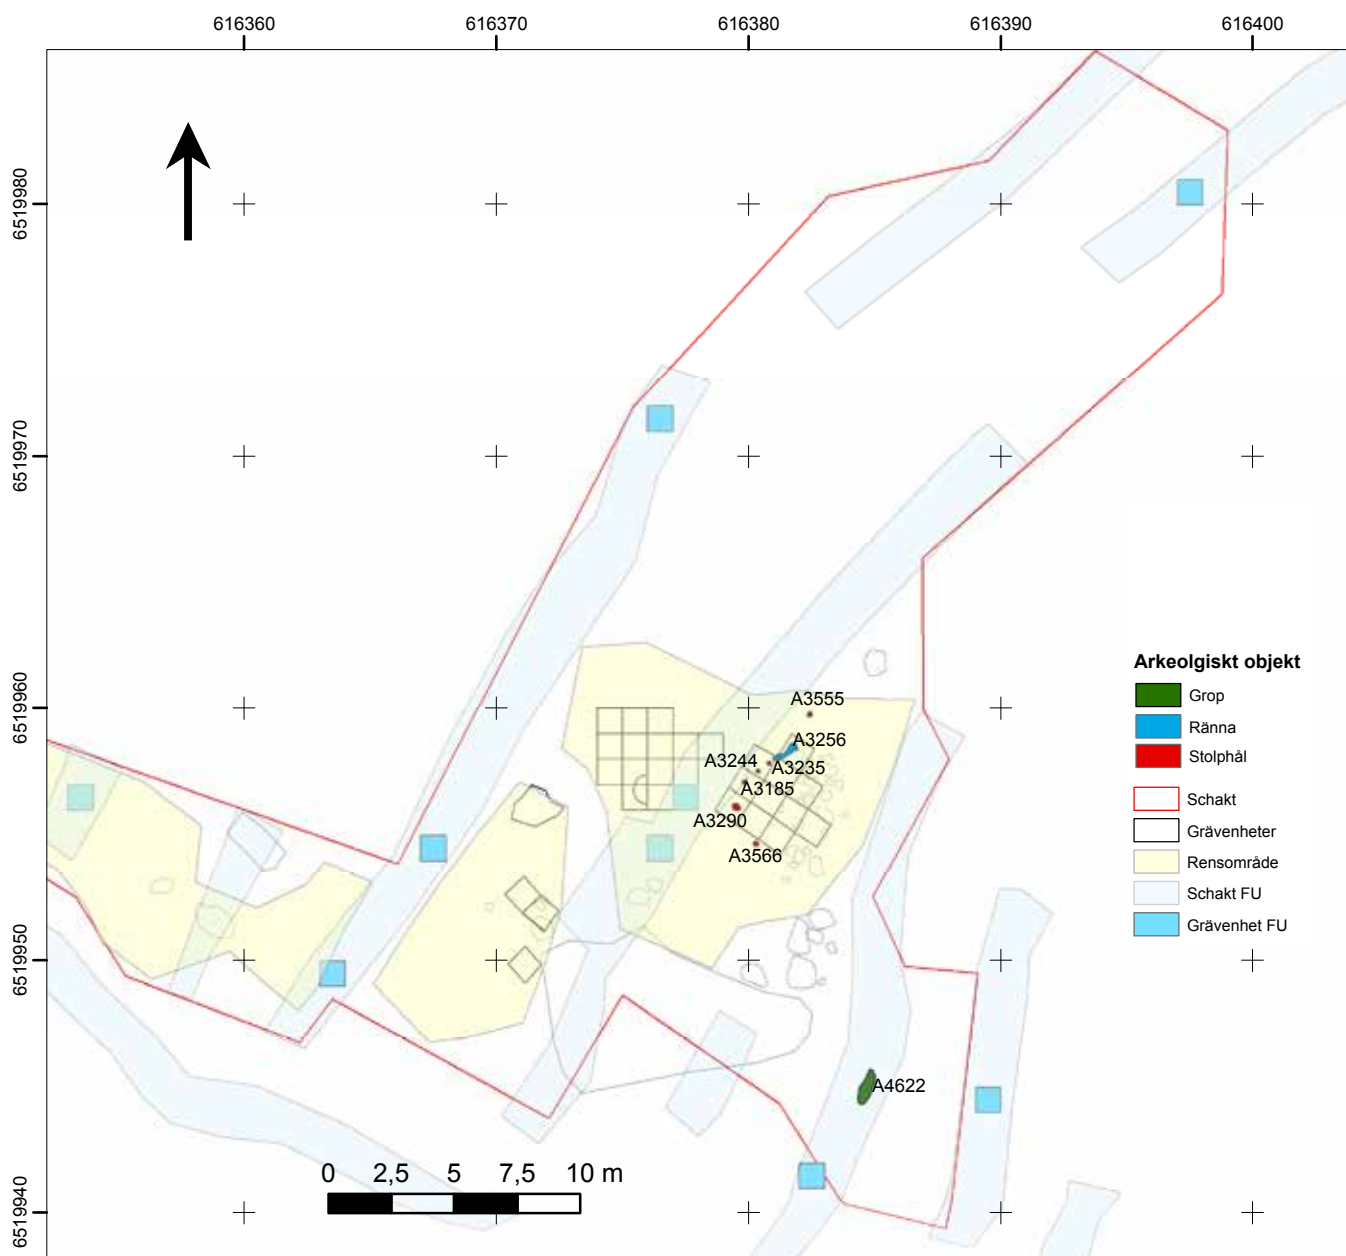 616360
616370
616380
616390
616400
6519980
6519970
6519960
6519950
6519940
A3555
A3256
A3244
A3235
A3185
A3290
A3566
A4622
Arkeolgiskt objekt
Grop
Ränna
Stolphål
Schakt
Grävenheter
Rensområde
Schakt FU
Grävenhet FU
0 2,5 5 7,5 10 m